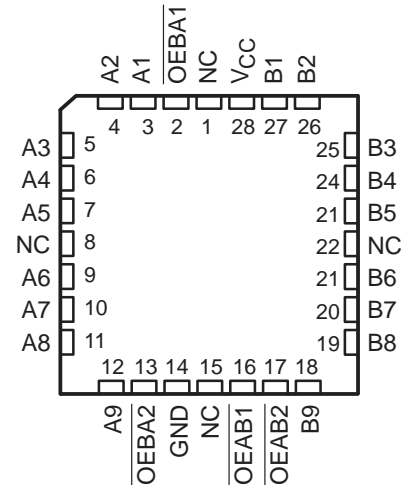 A2 A1 OEBA1 NC VCC B1 B2
4 3 2 1 28 27 26
A3 5 25 B3
A4 6 24 B4
A5 7 21 B5
NC 8 22 NC
A6 9 21 B6
A7 10 20 B7
A8 11 19 B8
12 13 14 15 16 17 18
A9 OEBA2 GND NC OEAB1 OEAB2 B9